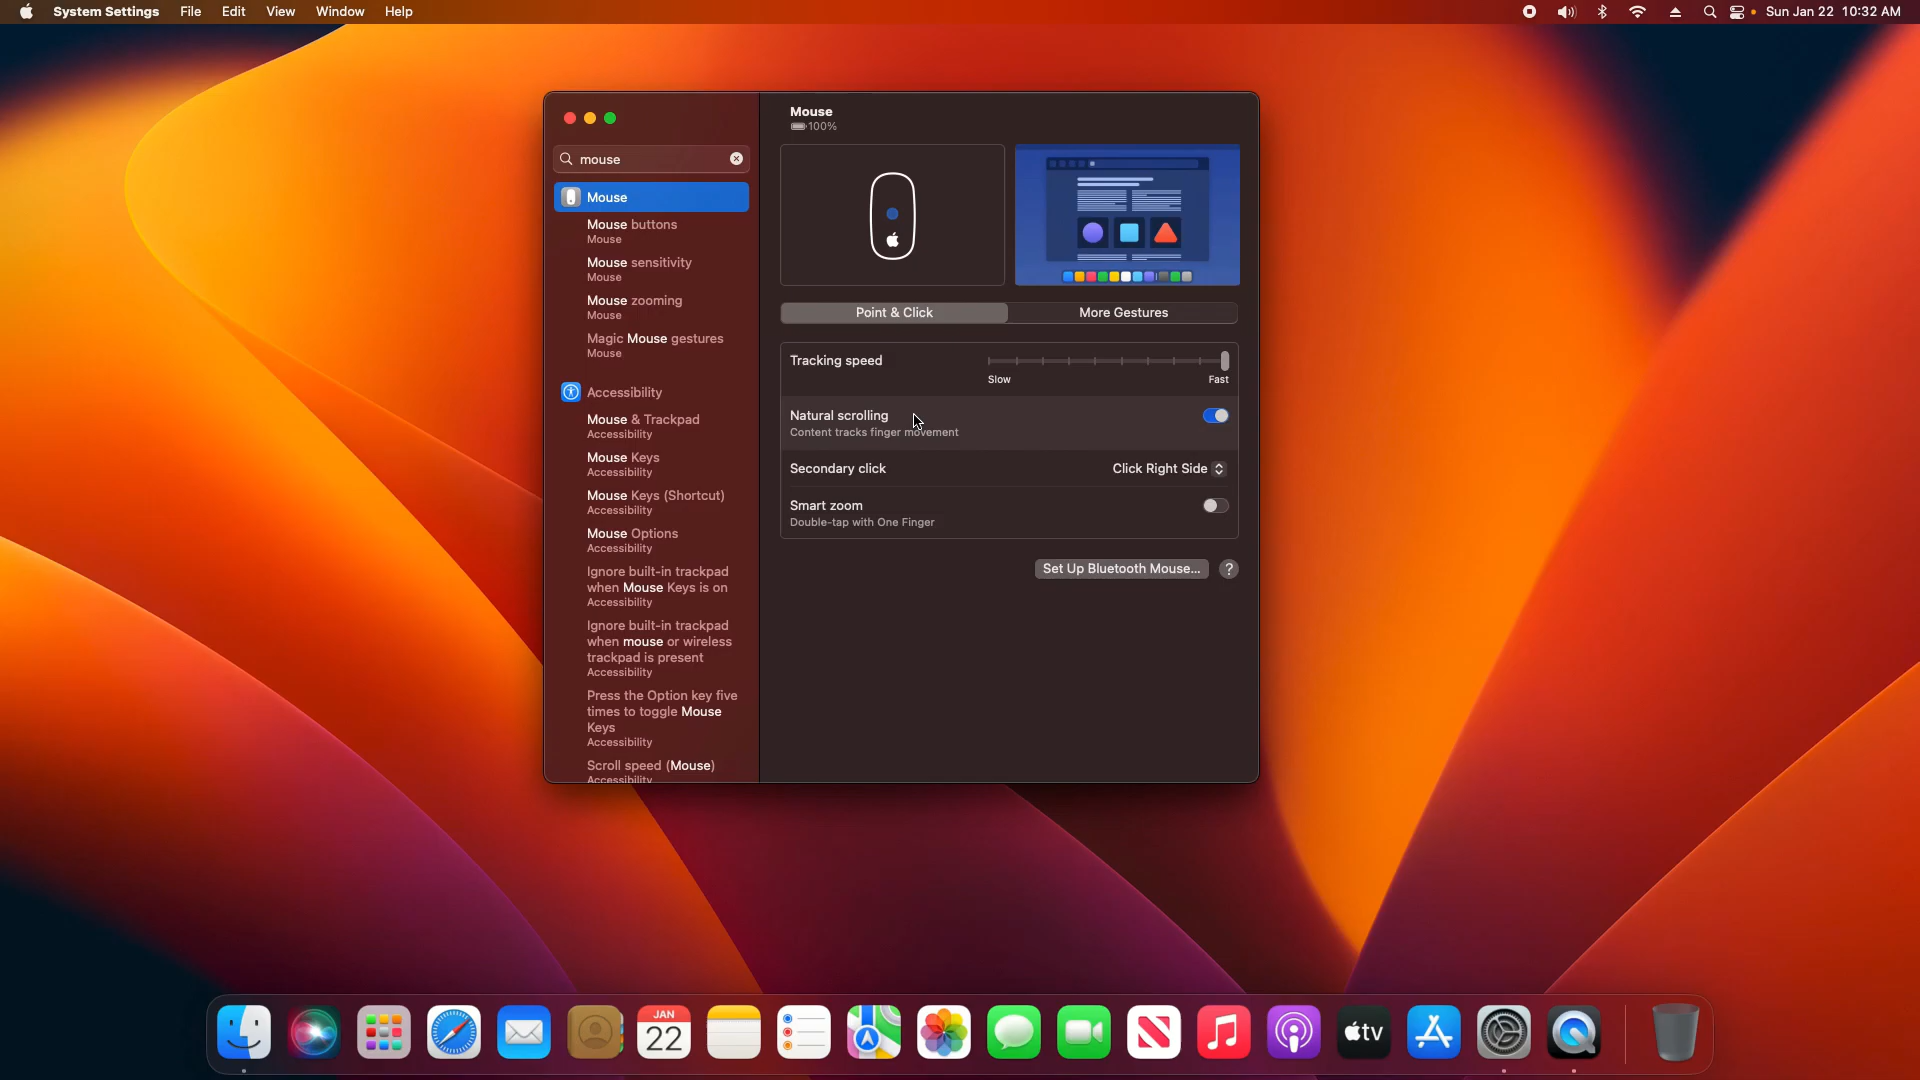 System Settings File Edit View Window Help
Sun Jan 22 10:32 AM
mouse
Mouse
Mouse buttons
Mouse
Mouse sensitivity
Mouse
Mouse zooming
Mouse
Magic Mouse gestures
Mouse
Accessibility
Mouse & Trackpad
Accessibility
Mouse Keys
Accessibility
Mouse Keys (Shortcut)
Accessibility
Mouse Options
Accessibility
Ignore built-in trackpad
when Mouse Keys is on
Accessibility
Ignore built-in trackpad
when mouse or wireless
trackpad is present
Accessibility
Press the Option key five
times to toggle Mouse
Keys
Accessibility
Scroll speed (Mouse)
Accessibility
Mouse
100%
Point & Click
More Gestures
Tracking speed
Slow
Fast
Natural scrolling
Content tracks finger movement
Secondary click
Click Right Side
Smart zoom
Double-tap with One Finger
Set Up Bluetooth Mouse...
?
JAN
22
tv